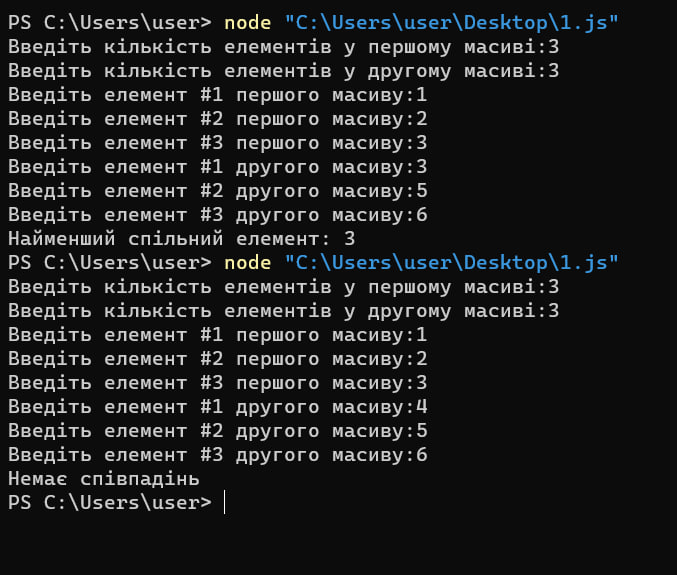 PS C:\Users\user> node "C:\Users\user\Desktop\1.js"
Введіть кількість елементів у першому масиві:3
Введіть кількість елементів у другому масиві:3
Введіть елемент #1 першого масиву:1
Введіть елемент #2 першого масиву:2
Введіть елемент #3 першого масиву:3
Введіть елемент #1 другого масиву:3
Введіть елемент #2 другого масиву:5
Введіть елемент #3 другого масиву:6
Найменший спільний елемент: 3
PS C:\Users\user> node "C:\Users\user\Desktop\1.js"
Введіть кількість елементів у першому масиві:3
Введіть кількість елементів у другому масиві:3
Введіть елемент #1 першого масиву:1
Введіть елемент #2 першого масиву:2
Введіть елемент #3 першого масиву:3
Введіть елемент #1 другого масиву:4
Введіть елемент #2 другого масиву:5
Введіть елемент #3 другого масиву:6
Немає співпадінь
PS C:\Users\user>